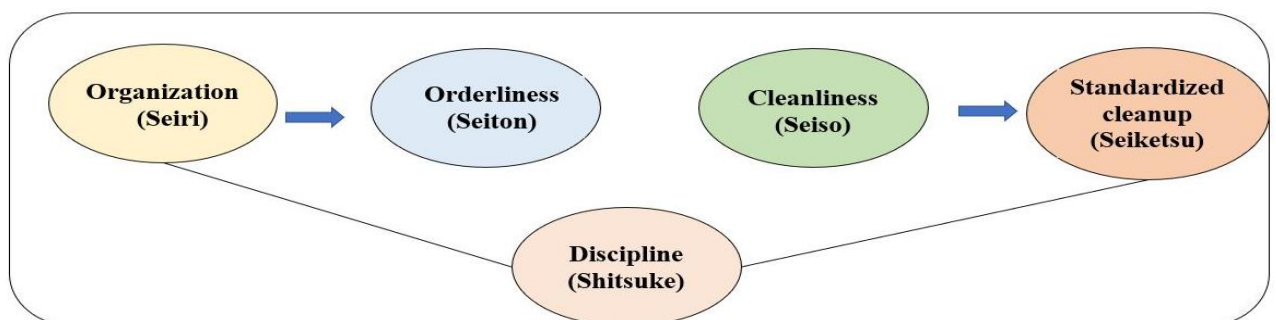 Organization
(Seiri)
Orderliness
(Seiton)
Cleanliness
(Seiso)
Standardized
cleanup
(Seiketsu)
Discipline
(Shitsuke)